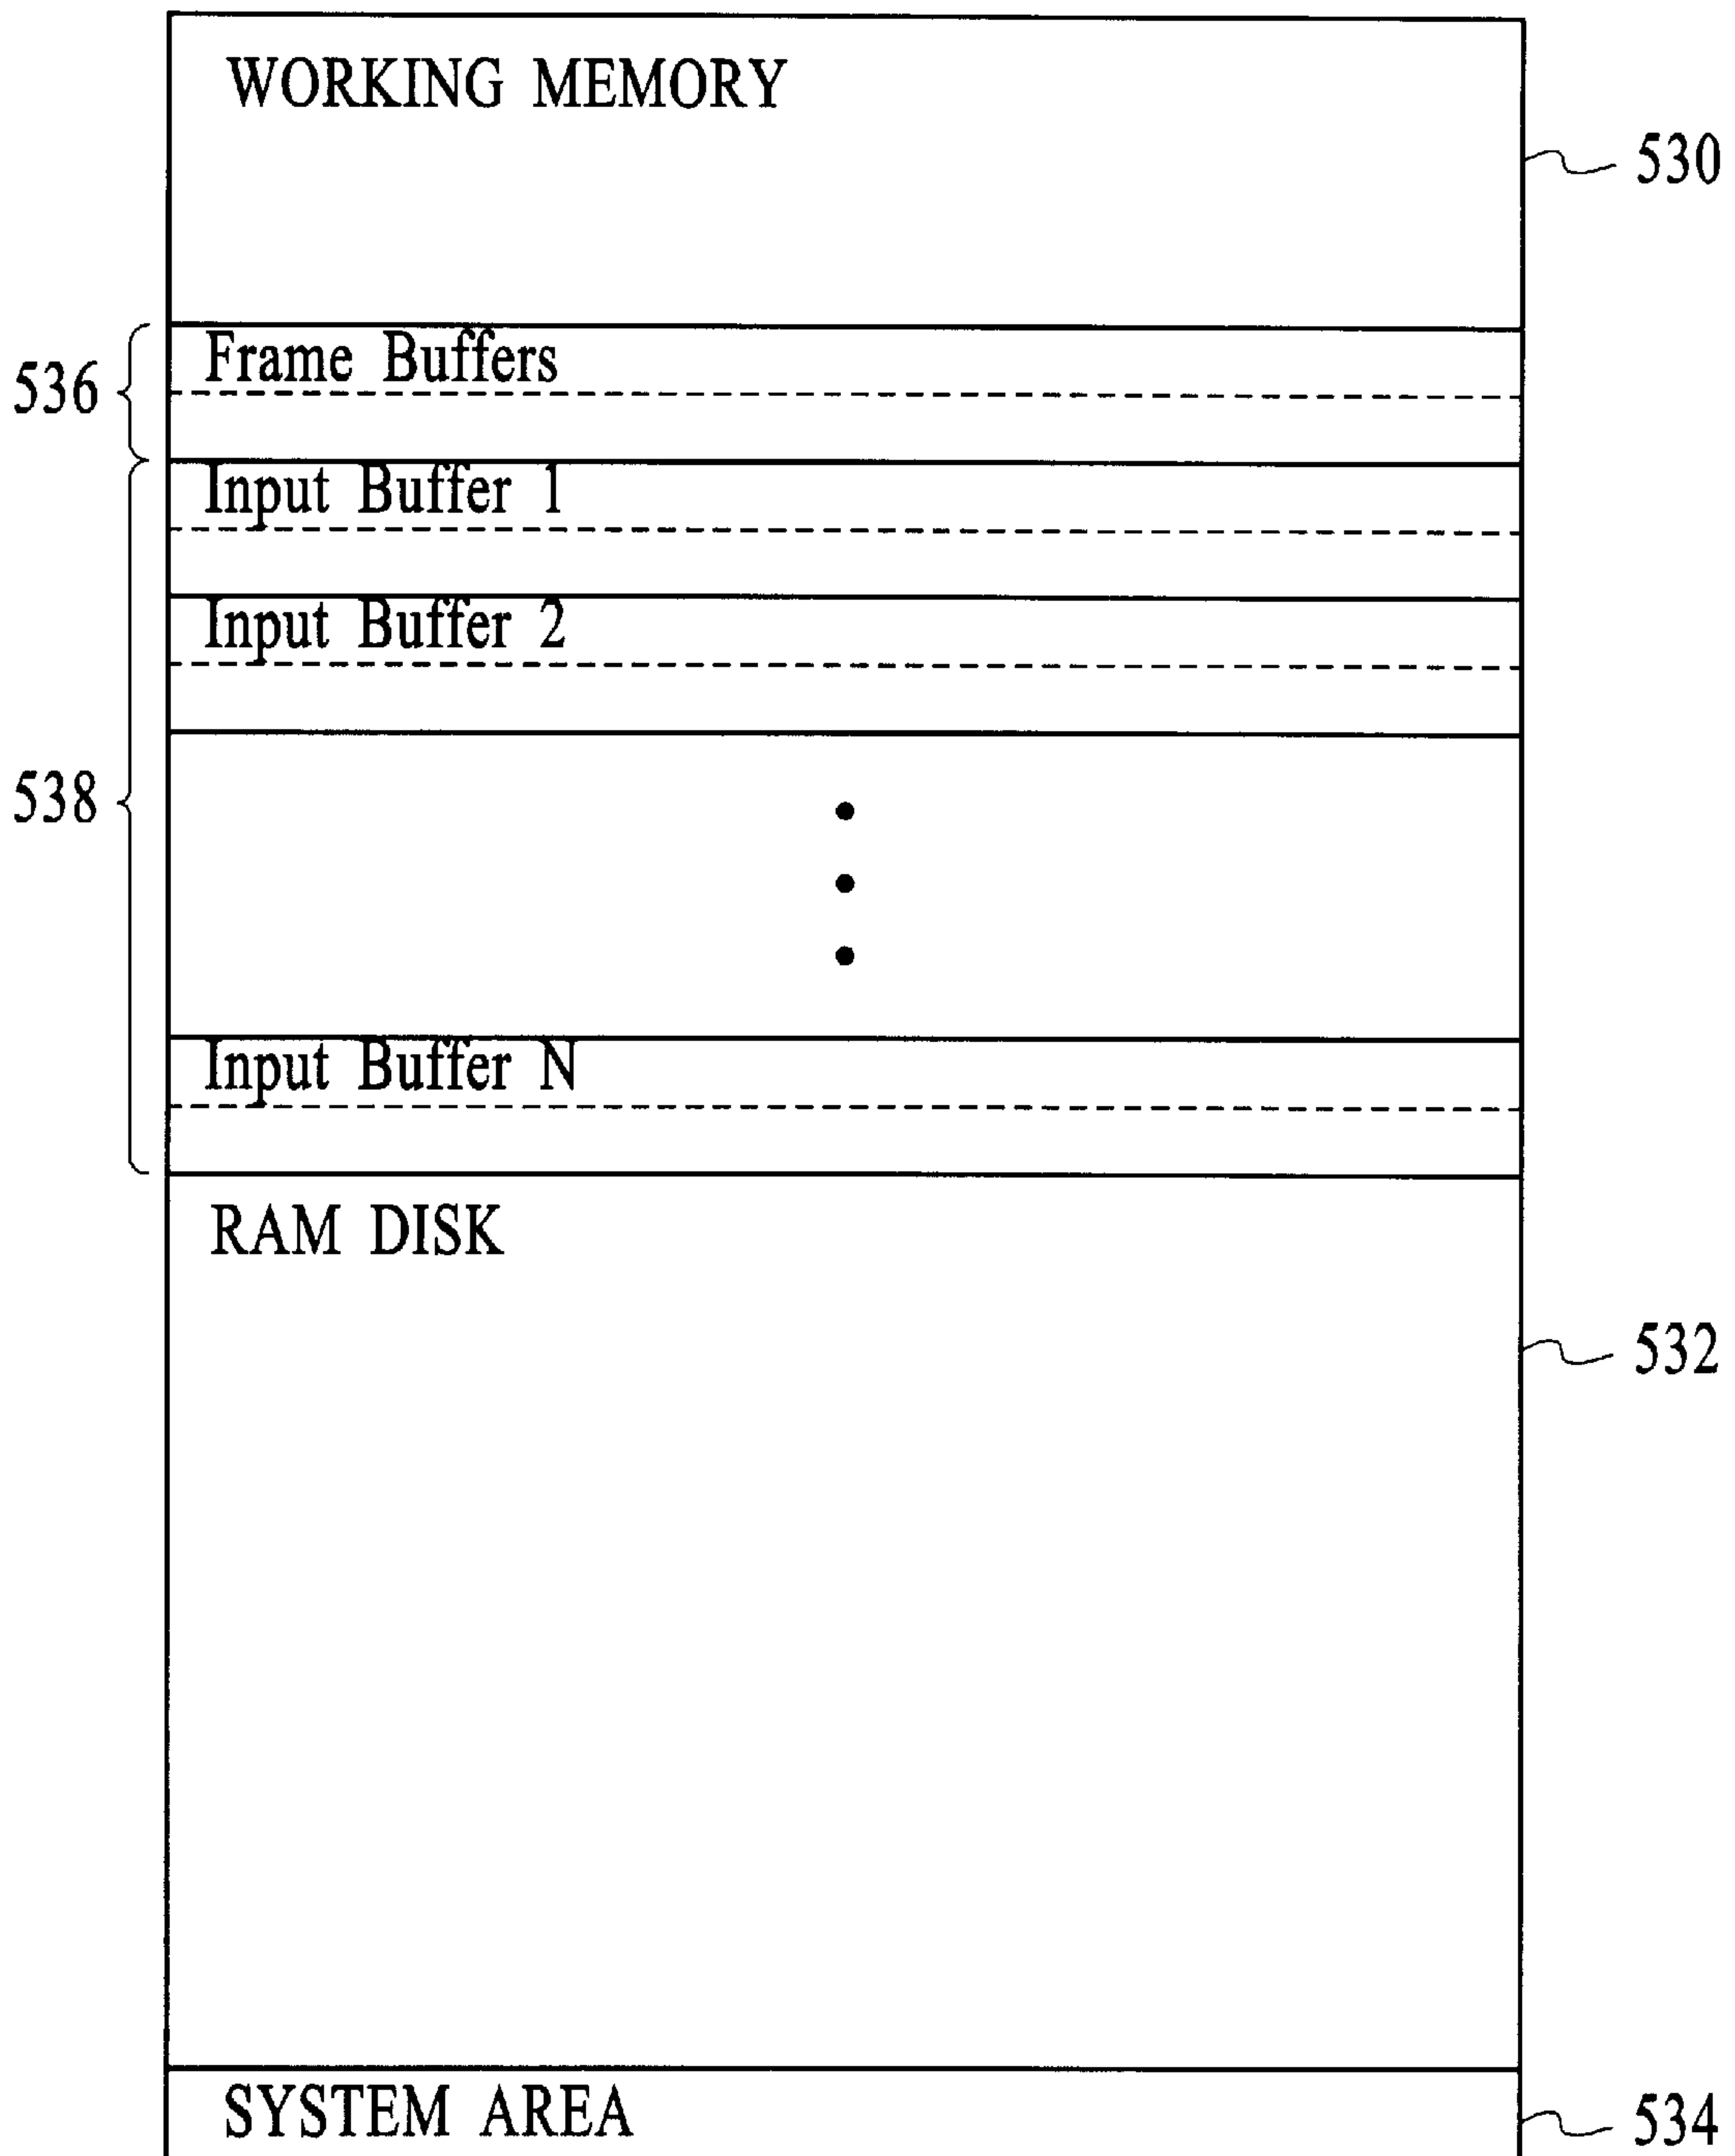 WORKING MEMORY
530
Frame Buffers
536
Input Buffer 1
Input Buffer 2
538
Input Buffer N
RAM DISK
532
SYSTEM AREA
534